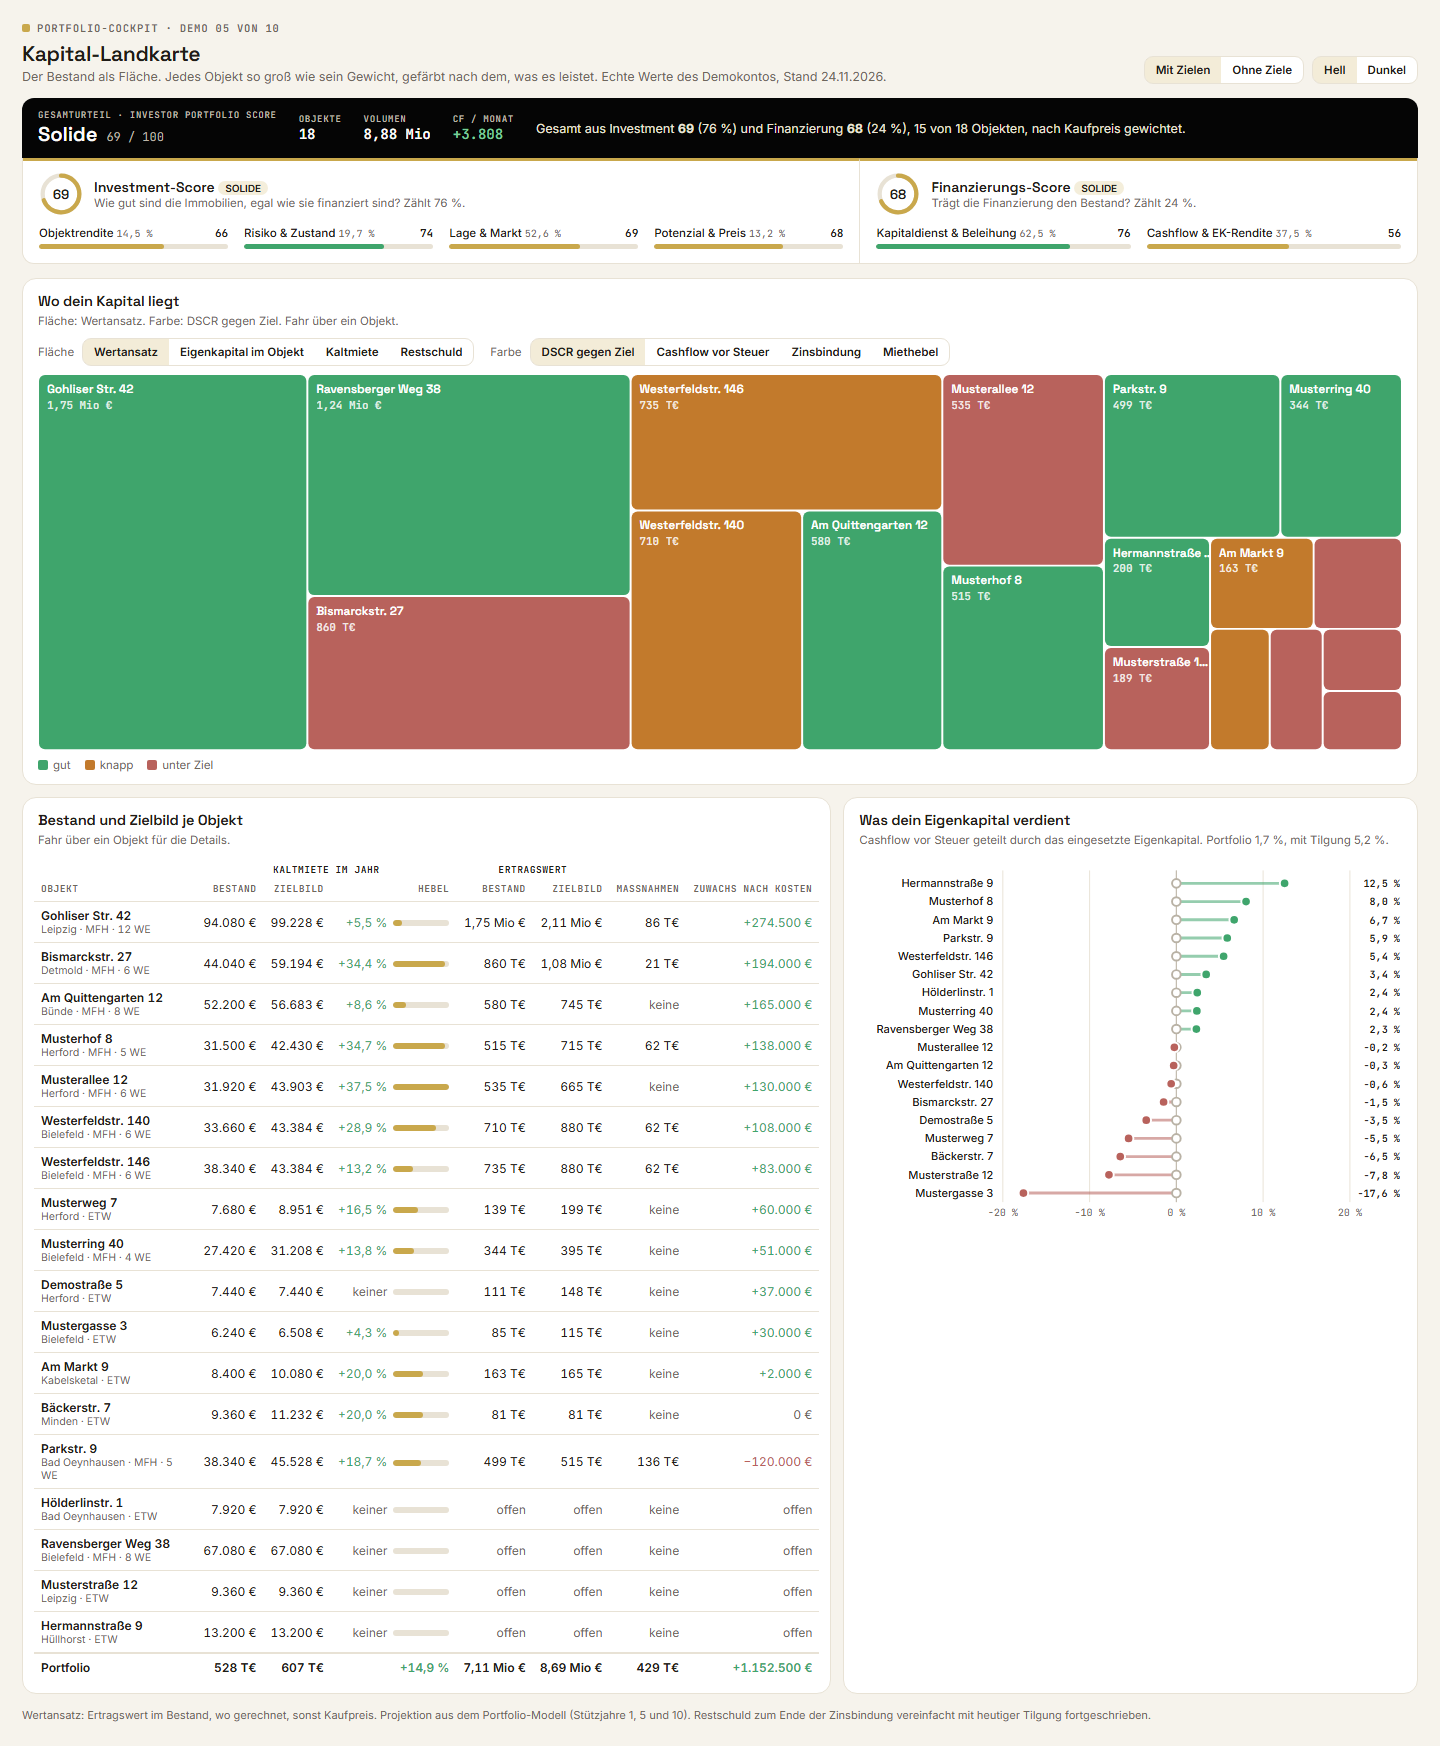 PORTFOLIO-COCKPIT · DEMO 05 VON 10
Kapital-Landkarte
Der Bestand als Fläche. Jedes Objekt so groß wie sein Gewicht, gefärbt nach dem, was es leistet. Echte Werte des Demokontos, Stand 24.11.2026.
Mit Zielen Ohne Ziele Hell Dunkel
GESAMTURTEIL · INVESTOR PORTFOLIO SCORE
Solide 69 / 100
OBJEKTE
18
VOLUMEN
8,88 Mio
CF / MONAT
+3.808
Gesamt aus Investment 69 (76 %) und Finanzierung 68 (24 %), 15 von 18 Objekten, nach Kaufpreis gewichtet.
69
Investment-Score SOLIDE
Wie gut sind die Immobilien, egal wie sie finanziert sind? Zählt 76 %.
Objektrendite 14,5 % 66
Risiko & Zustand 19,7 % 74
Lage & Markt 52,6 % 69
Potenzial & Preis 13,2 % 68
68
Finanzierungs-Score SOLIDE
Trägt die Finanzierung den Bestand? Zählt 24 %.
Kapitaldienst & Beleihung 62,5 % 76
Cashflow & EK-Rendite 37,5 % 56
Wo dein Kapital liegt
Fläche: Wertansatz. Farbe: DSCR gegen Ziel. Fahr über ein Objekt.
Fläche Wertansatz Eigenkapital im Objekt Kaltmiete Restschuld Farbe DSCR gegen Ziel Cashflow vor Steuer Zinsbindung Miethebel
Gohliser Str. 42
1,75 Mio €
Ravensberger Weg 38
1,24 Mio €
Bismarckstr. 27
860 T€
Westerfeldstr. 146
735 T€
Westerfeldstr. 140
710 T€
Am Quittengarten 12
580 T€
Musterallee 12
535 T€
Musterhof 8
515 T€
Parkstr. 9
499 T€
Musterring 40
344 T€
Hermannstraße ..
200 T€
Am Markt 9
163 T€
Musterstraße 1...
189 T€
gut knapp unter Ziel
Bestand und Zielbild je Objekt
Fahr über ein Objekt für die Details.
KALTMIETE IM JAHR ERTRAGSWERT
OBJEKT BESTAND ZIELBILD HEBEL BESTAND ZIELBILD MASSNAHMEN ZUWACHS NACH KOSTEN
Gohliser Str. 42 94.080 € 99.228 € +5,5 % 1,75 Mio € 2,11 Mio € 86 T€ +274.500 €
Leipzig · MFH · 12 WE
Bismarckstr. 27 44.040 € 59.194 € +34,4 % 860 T€ 1,08 Mio € 21 T€ +194.000 €
Detmold · MFH · 6 WE
Am Quittengarten 12 52.200 € 56.683 € +8,6 % 580 T€ 745 T€ keine +165.000 €
Bünde · MFH · 8 WE
Musterhof 8 31.500 € 42.430 € +34,7 % 515 T€ 715 T€ 62 T€ +138.000 €
Herford · MFH · 5 WE
Musterallee 12 31.920 € 43.903 € +37,5 % 535 T€ 665 T€ keine +130.000 €
Herford · MFH · 6 WE
Westerfeldstr. 140 33.660 € 43.384 € +28,9 % 710 T€ 880 T€ 62 T€ +108.000 €
Bielefeld · MFH · 6 WE
Westerfeldstr. 146 38.340 € 43.384 € +13,2 % 735 T€ 880 T€ 62 T€ +83.000 €
Bielefeld · MFH · 6 WE
Musterweg 7 7.680 € 8.951 € +16,5 % 139 T€ 199 T€ keine +60.000 €
Herford · ETW
Musterring 40 27.420 € 31.208 € +13,8 % 344 T€ 395 T€ keine +51.000 €
Bielefeld · MFH · 4 WE
Demostraße 5 7.440 € 7.440 € keiner 111 T€ 148 T€ keine +37.000 €
Herford · ETW
Mustergasse 3 6.240 € 6.508 € +4,3 % 85 T€ 115 T€ keine +30.000 €
Bielefeld · ETW
Am Markt 9 8.400 € 10.080 € +20,0 % 163 T€ 165 T€ keine +2.000 €
Kabelsketal · ETW
Bäckerstr. 7 9.360 € 11.232 € +20,0 % 81 T€ 81 T€ keine 0 €
Minden · ETW
Parkstr. 9 38.340 € 45.528 € +18,7 % 499 T€ 515 T€ 136 T€ −120.000 €
Bad Oeynhausen · MFH · 5
WE
Hölderlinstr. 1 7.920 € 7.920 € keiner offen offen keine offen
Bad Oeynhausen · ETW
Ravensberger Weg 38 67.080 € 67.080 € keiner offen offen keine offen
Bielefeld · MFH · 8 WE
Musterstraße 12 9.360 € 9.360 € keiner offen offen keine offen
Leipzig · ETW
Hermannstraße 9 13.200 € 13.200 € keiner offen offen keine offen
Hüllhorst · ETW
Portfolio 528 T€ 607 T€ +14,9 % 7,11 Mio € 8,69 Mio € 429 T€ +1.152.500 €
Was dein Eigenkapital verdient
Cashflow vor Steuer geteilt durch das eingesetzte Eigenkapital. Portfolio 1,7 %, mit Tilgung 5,2 %.
Hermannstraße 9 12,5 %
Musterhof 8 8,0 %
Am Markt 9 6,7 %
Parkstr. 9 5,9 %
Westerfeldstr. 146 5,4 %
Gohliser Str. 42 3,4 %
Hölderlinstr. 1 2,4 %
Musterring 40 2,4 %
Ravensberger Weg 38 2,3 %
Musterallee 12 -0,2 %
Am Quittengarten 12 -0,3 %
Westerfeldstr. 140 -0,6 %
Bismarckstr. 27 -1,5 %
Demostraße 5 -3,5 %
Musterweg 7 -5,5 %
Bäckerstr. 7 -6,5 %
Musterstraße 12 -7,8 %
Mustergasse 3 -17,6 %
-20 % -10 % 0 % 10 % 20 %
Wertansatz: Ertragswert im Bestand, wo gerechnet, sonst Kaufpreis. Projektion aus dem Portfolio-Modell (Stützjahre 1, 5 und 10). Restschuld zum Ende der Zinsbindung vereinfacht mit heutiger Tilgung fortgeschrieben.